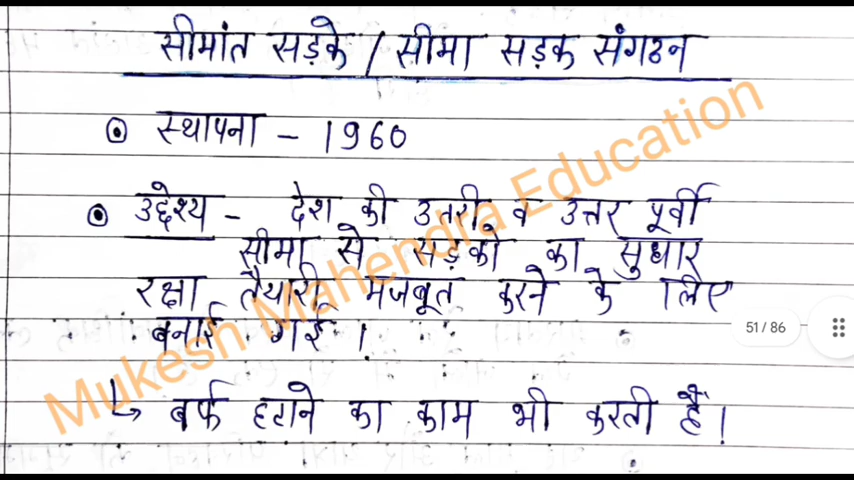 सीमांत सड़के / सीमा सड़क संगठन
स्थापना - 1960
उद्देश्य - देश की उत्तरी व उत्तर पूर्वी
सीमा से सड़को का सुधार
रक्षा तैयारी मजबूत करने के लिए
बनाई गई।
51 / 86
↳ बर्फ हटाने का काम भी करती हैं।
Mukesh Mahendra Education